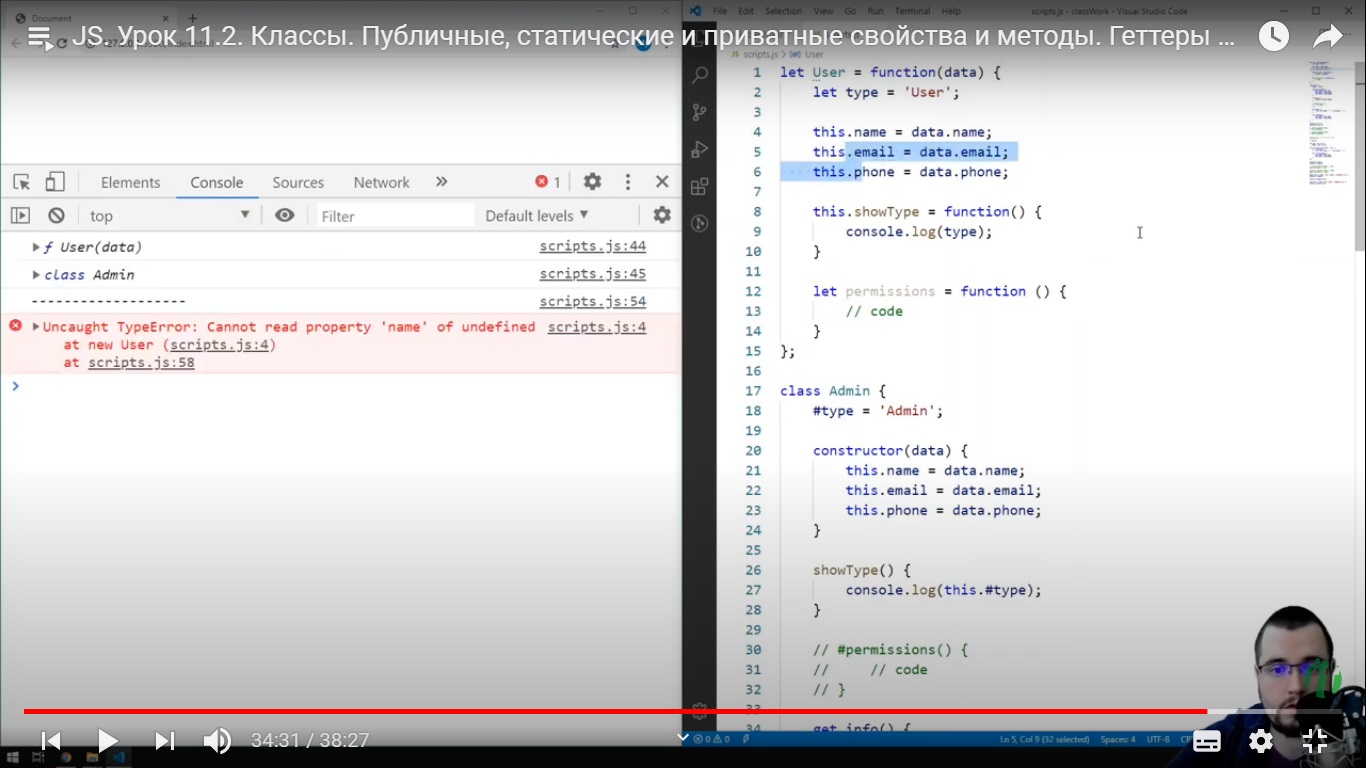 Document
File Edit Selection View Go Run Terminal Help scripts.js - classWork - Visual Studio Code
JS. Урок 11.2. Классы. Публичные, статические и приватные свойства и методы. Геттеры ...
scripts.js > User
Elements Console Sources Network » 1
top Filter Default levels
ƒ User(data) scripts.js:44
class Admin scripts.js:45
------------------- scripts.js:54
Uncaught TypeError: Cannot read property 'name' of undefined scripts.js:4
at new User (scripts.js:4)
at scripts.js:58
>
1 let User = function(data) {
2 let type = 'User';
3
4 this.name = data.name;
5 this.email = data.email;
6 this.phone = data.phone;
7
8 this.showType = function() {
9 console.log(type);
10 }
11
12 let permissions = function () {
13 // code
14 }
15 };
16
17 class Admin {
18 #type = 'Admin';
19
20 constructor(data) {
21 this.name = data.name;
22 this.email = data.email;
23 this.phone = data.phone;
24 }
25
26 showType() {
27 console.log(this.#type);
28 }
29
30 // #permissions() {
31 // // code
32 // }
33
34 get info() {
34:31 / 38:27
0 0 Ln 5, Col 9 (32 selected) Spaces: 4 UTF-8